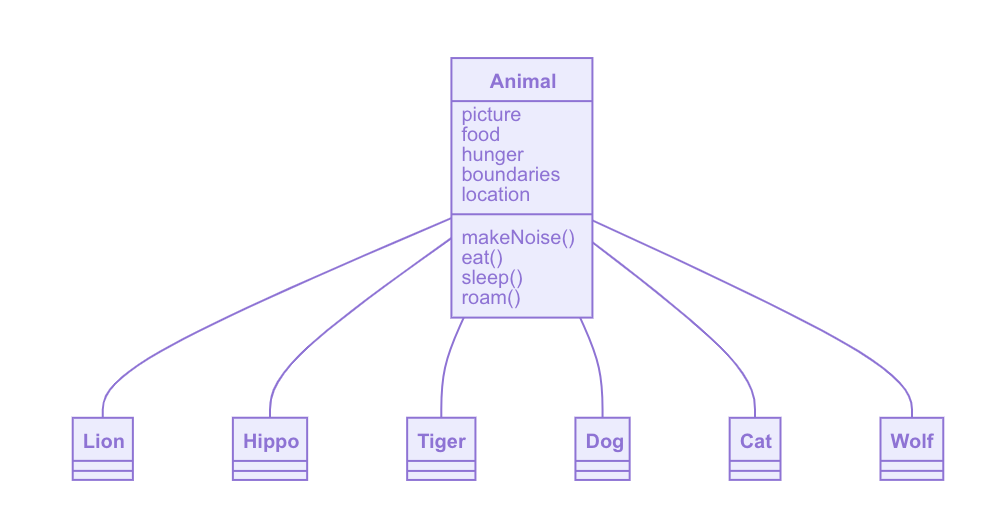 Animal
picture
food
hunger
boundaries
location
makeNoise()
eat()
sleep()
roam()
Lion
Hippo
Tiger
Dog
Cat
Wolf